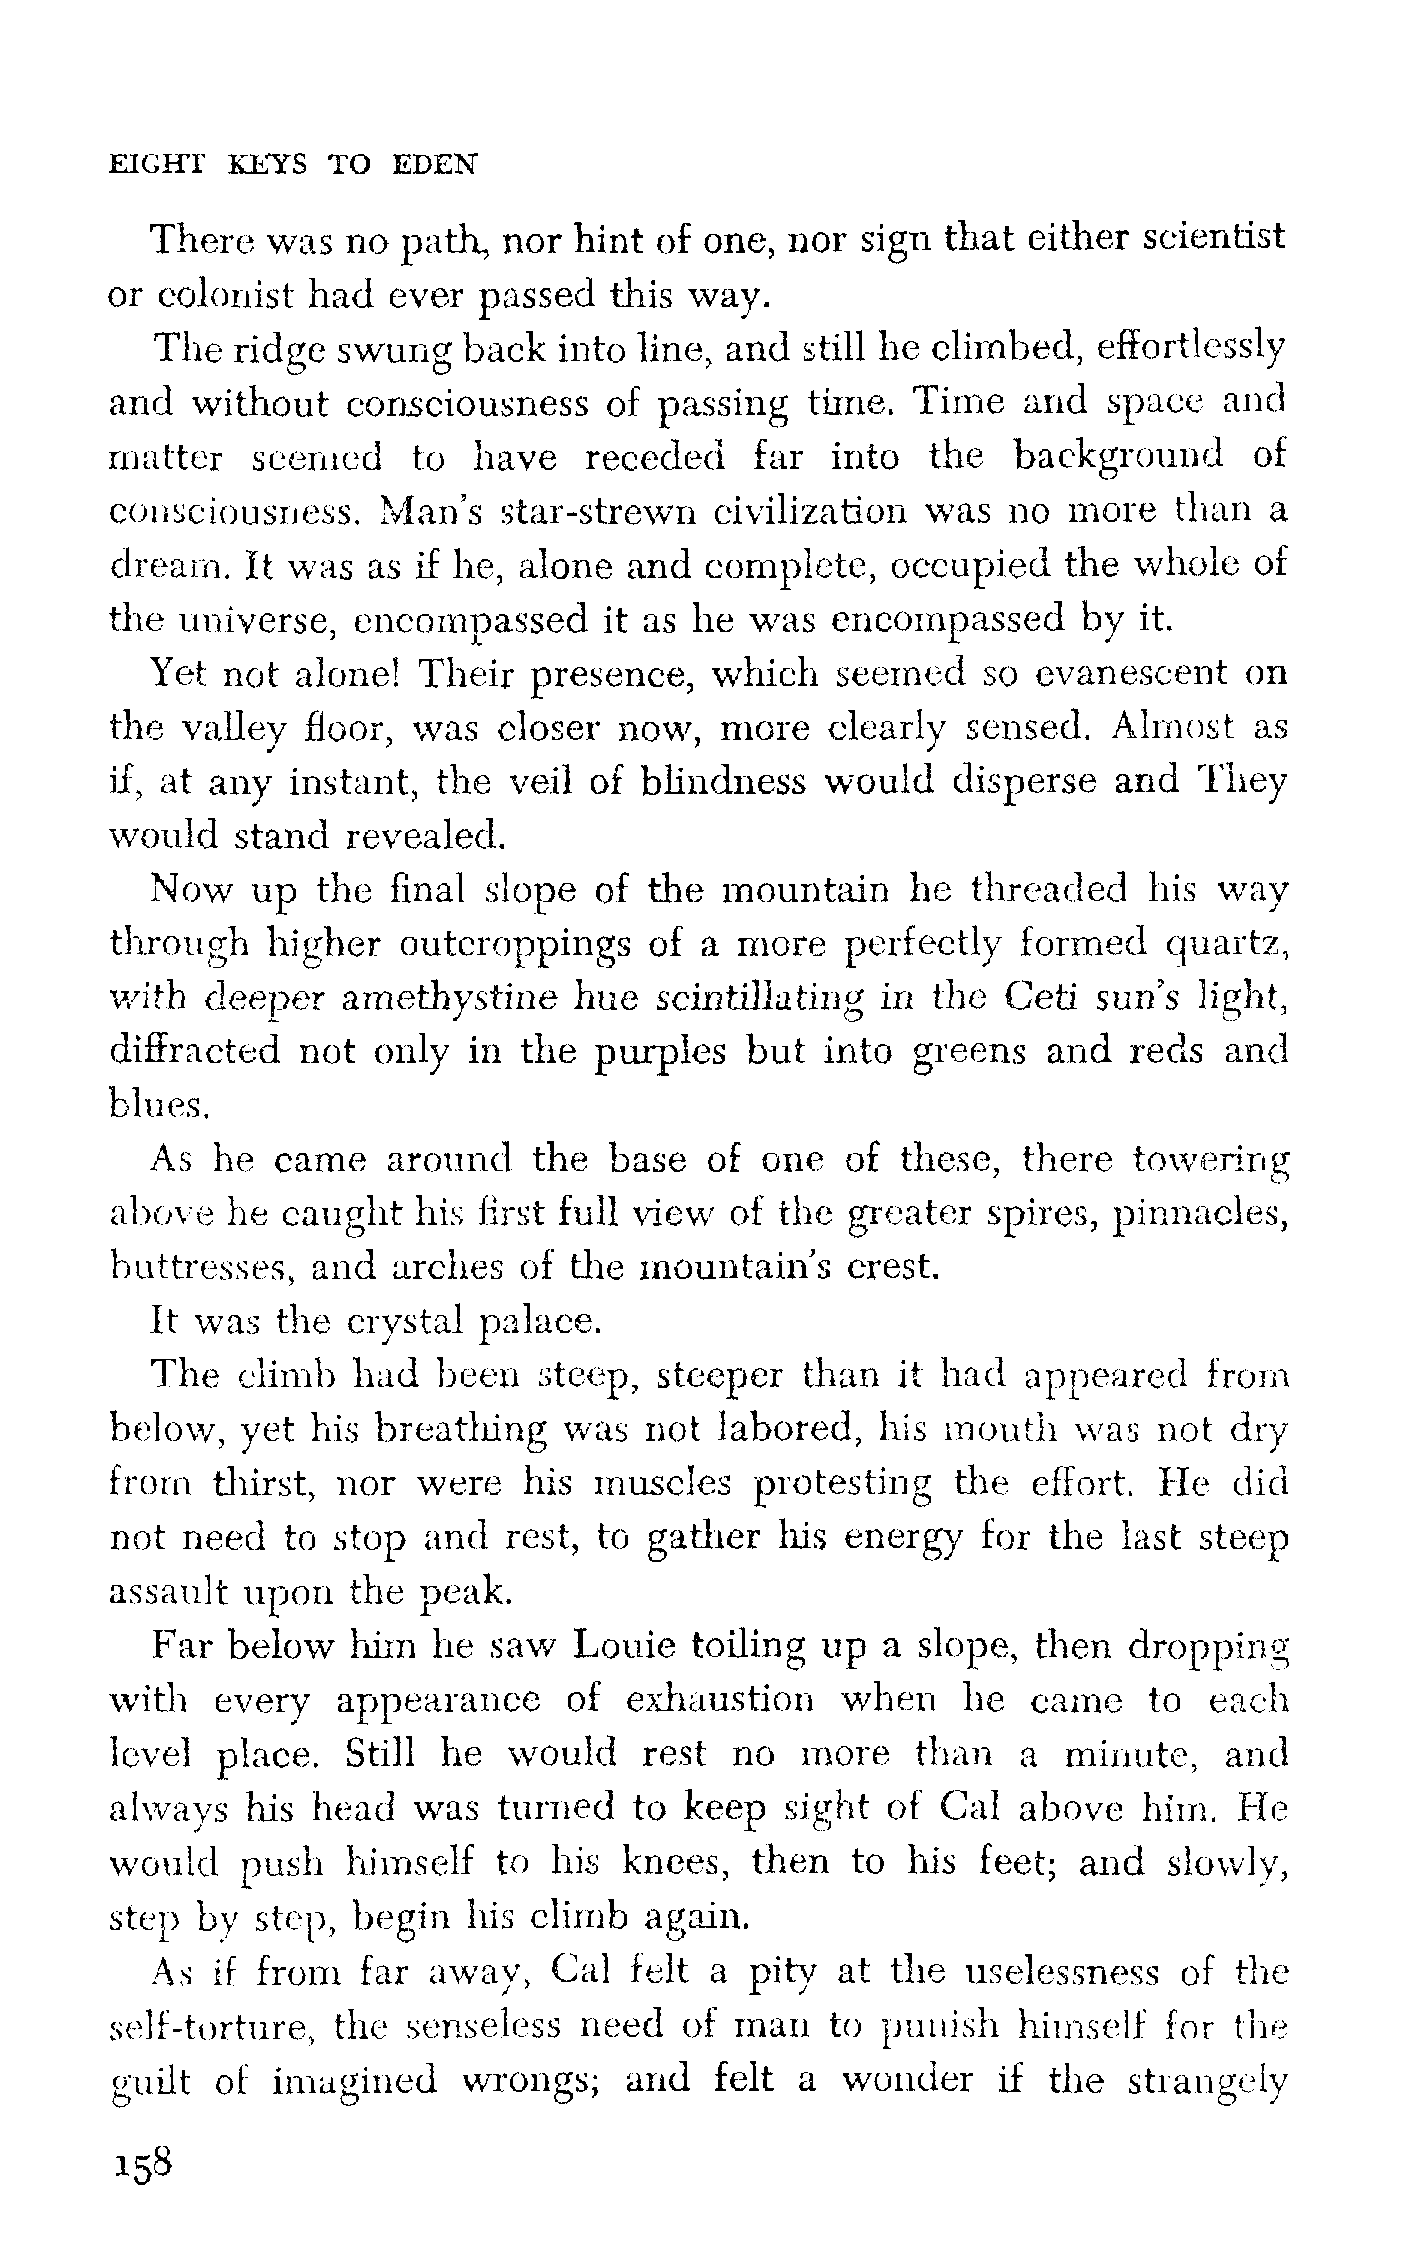 EIGHT KEYS TO EDEN
There was no path, nor hint of one, nor sign that either scientist
or colonist had ever passed this way.
The ridge swung back into line, and still he climbed, effortlessly
and without consciousness of passing time. Time and space and
matter seemed to have receded far into the background of
consciousness. Man's star-strewn civilization was no more than a
dream. It was as if he, alone and complete, occupied the whole of
the universe, encompassed it as he was encompassed by it.
Yet not alone! Their presence, which seemed so evanescent on
the valley floor, was closer now, more clearly sensed. Almost as
if, at any instant, the veil of blindness would disperse and They
would stand revealed.
Now up the final slope of the mountain he threaded his way
through higher outcroppings of a more perfectly formed quartz,
with deeper amethystine hue scintillating in the Ceti sun's light,
diffracted not only in the purples but into greens and reds and
blues.
As he came around the base of one of these, there towering
above he caught his first full view of the greater spires, pinnacles,
buttresses, and arches of the mountain's crest.
It was the crystal palace.
The climb had been steep, steeper than it had appeared from
below, yet his breathing was not labored, his mouth was not dry
from thirst, nor were his muscles protesting the effort. He did
not need to stop and rest, to gather his energy for the last steep
assault upon the peak.
Far below him he saw Louie toiling up a slope, then dropping
with every appearance of exhaustion when he came to each
level place. Still he would rest no more than a minute, and
always his head was turned to keep sight of Cal above him. He
would push himself to his knees, then to his feet; and slowly,
step by step, begin his climb again.
As if from far away, Cal felt a pity at the uselessness of the
self-torture, the senseless need of man to punish himself for the
guilt of imagined wrongs; and felt a wonder if the strangely
158